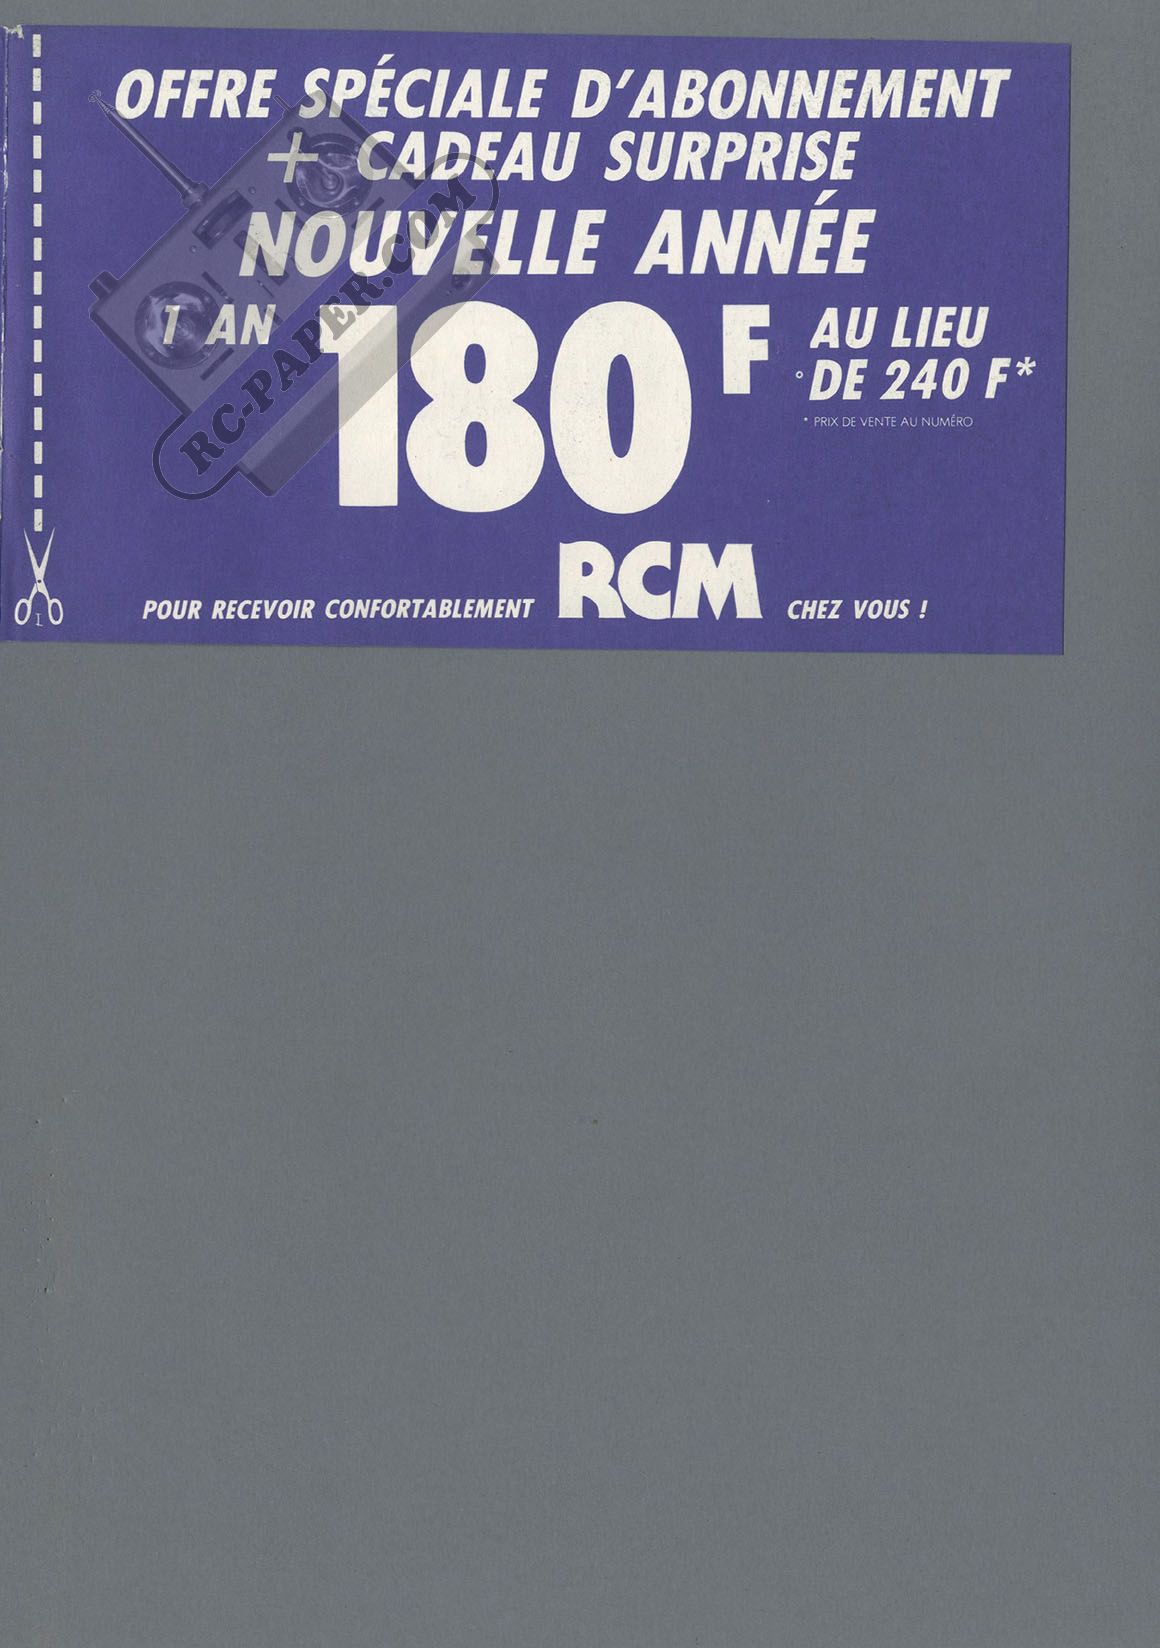 OFFRE SPÉCIALE D'ABONNEMENT
+ CADEAU SURPRISE
NOUVELLE ANNÉE
1 AN 180 F AU LIEU
DE 240 F*
* PRIX DE VENTE AU NUMÉRO
POUR RECEVOIR CONFORTABLEMENT RCM CHEZ VOUS !
RC-PAPER.COM